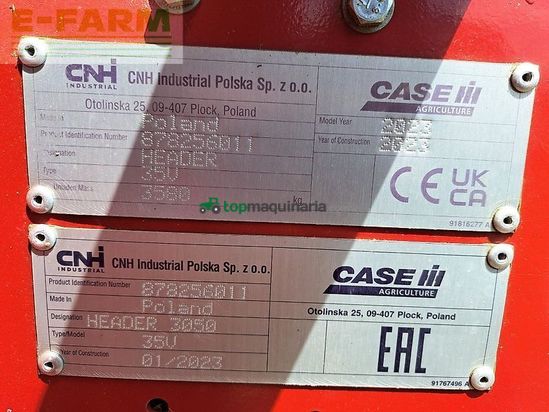 E-FARM
CNH INDUSTRIAL
CNH Industrial Polska Sp. z o.o.
Otolinska 25, 09-407 Plock, Poland
Made In Poland
Product Identification Number 878256011
Designation HEADER
Type 35V
Unladen Mass 3580 kg
CASE IH
AGRICULTURE
Model Year 2023
Year of Construction 2023
CE UK CA
91816277 A
topmaquinaria
CNH INDUSTRIAL
CNH Industrial Polska Sp. z o.o.
Product Identification Number 878256011
Made In Poland
Designation HEADER 3050
Type/Model 35V
Year of Construction 01/2023
CASE IH
AGRICULTURE
Otolinska 25, 09-407 Plock, Poland
EAC
91767496 A